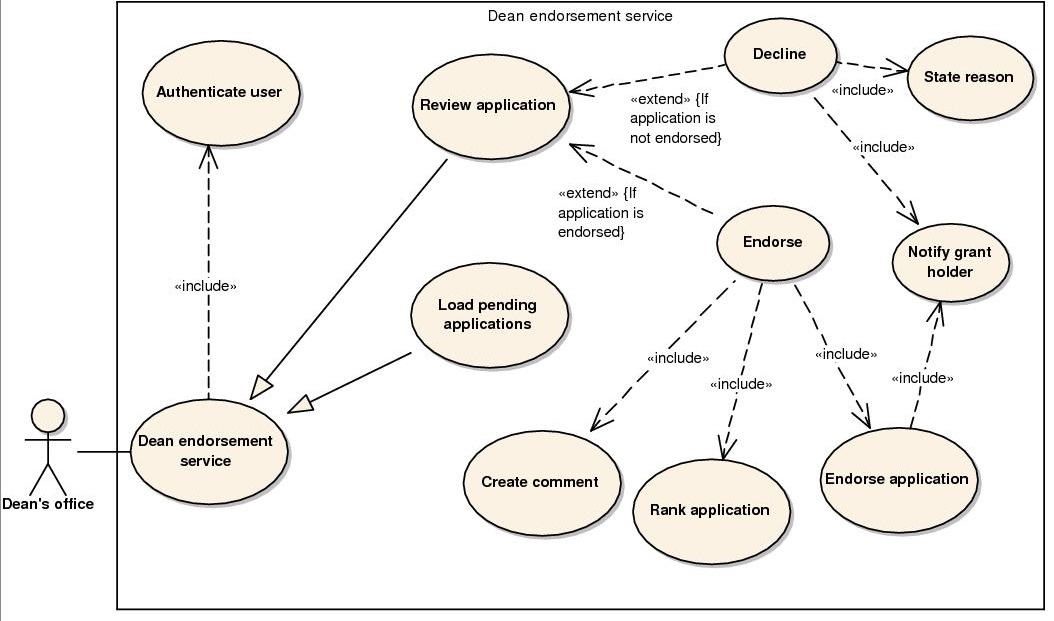 Dean endorsement service
Authenticate user
Review application
Decline
State reason
«include»
«extend» {If
application is
not endorsed}
«include»
«extend» {If
application is
endorsed}
Endorse
Notify grant
holder
«include»
Load pending
applications
«include»
«include»
«include»
«include»
Dean endorsement
service
Dean's office
Create comment
Rank application
Endorse application